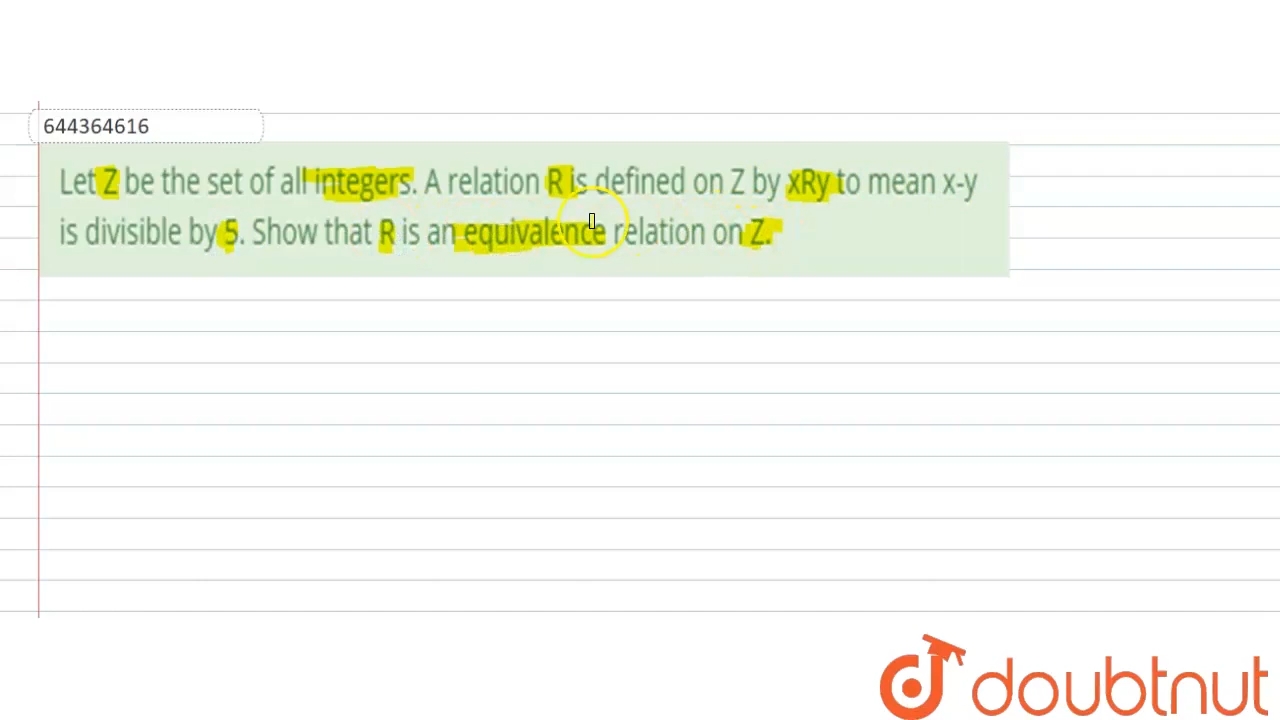 644364616
Let Z be the set of all integers. A relation R is defined on Z by xRy to mean x-y
is divisible by 5. Show that R is an equivalence relation on Z.
doubtnut